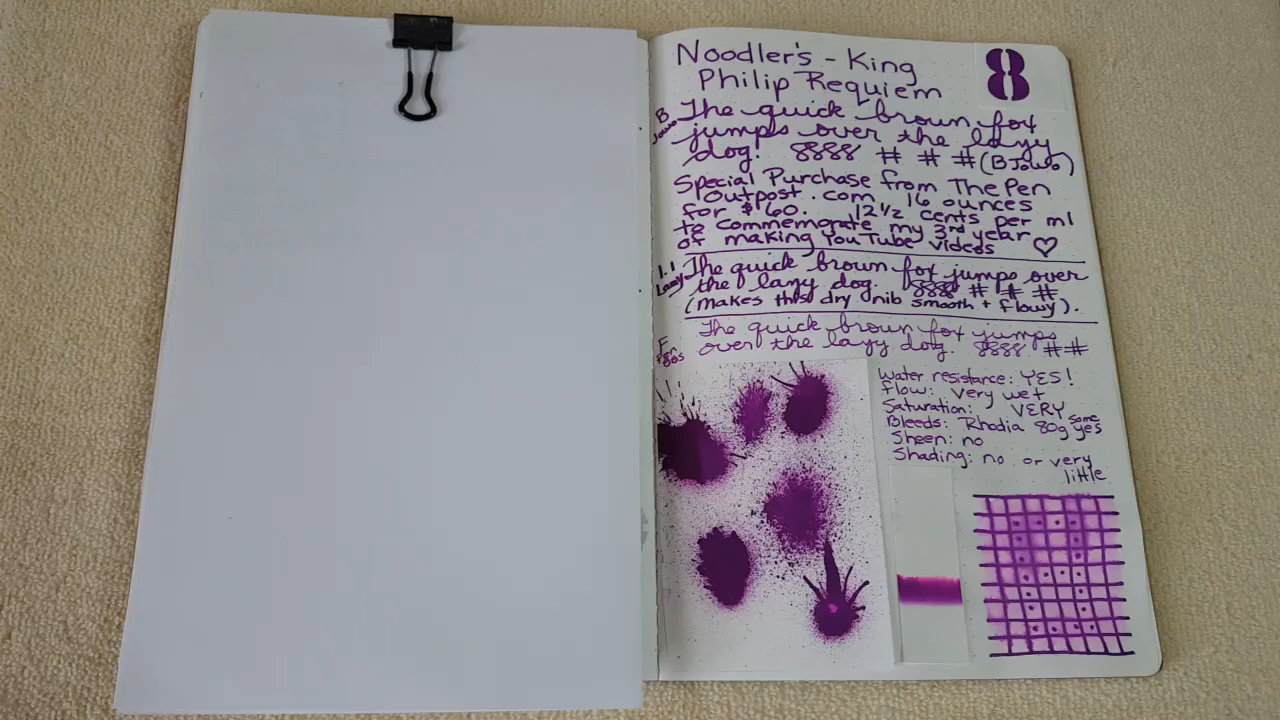 Noodler's - King
Philip Requiem
8
B
Jowo
The quick brown fox
jumps over the lazy
dog. 8888 # # # (B Jowo)
Special Purchase from The Pen
Outpost.com. 16 ounces
for $60. 12 1/2 cents per ml
to commemorate my 3rd year
of making YouTube videos ♡
1.1
Lamy
The quick brown fox jumps over
the lazy dog. 8888 # # #
(makes this dry nib smooth + flowy).
F
The quick brown fox jumps
over the lazy dog. 8888 ##
Water resistance: YES!
Flow: Very wet
Saturation: VERY
Bleeds: Rhodia 80g some yes
Sheen: no
Shading: no or very
little